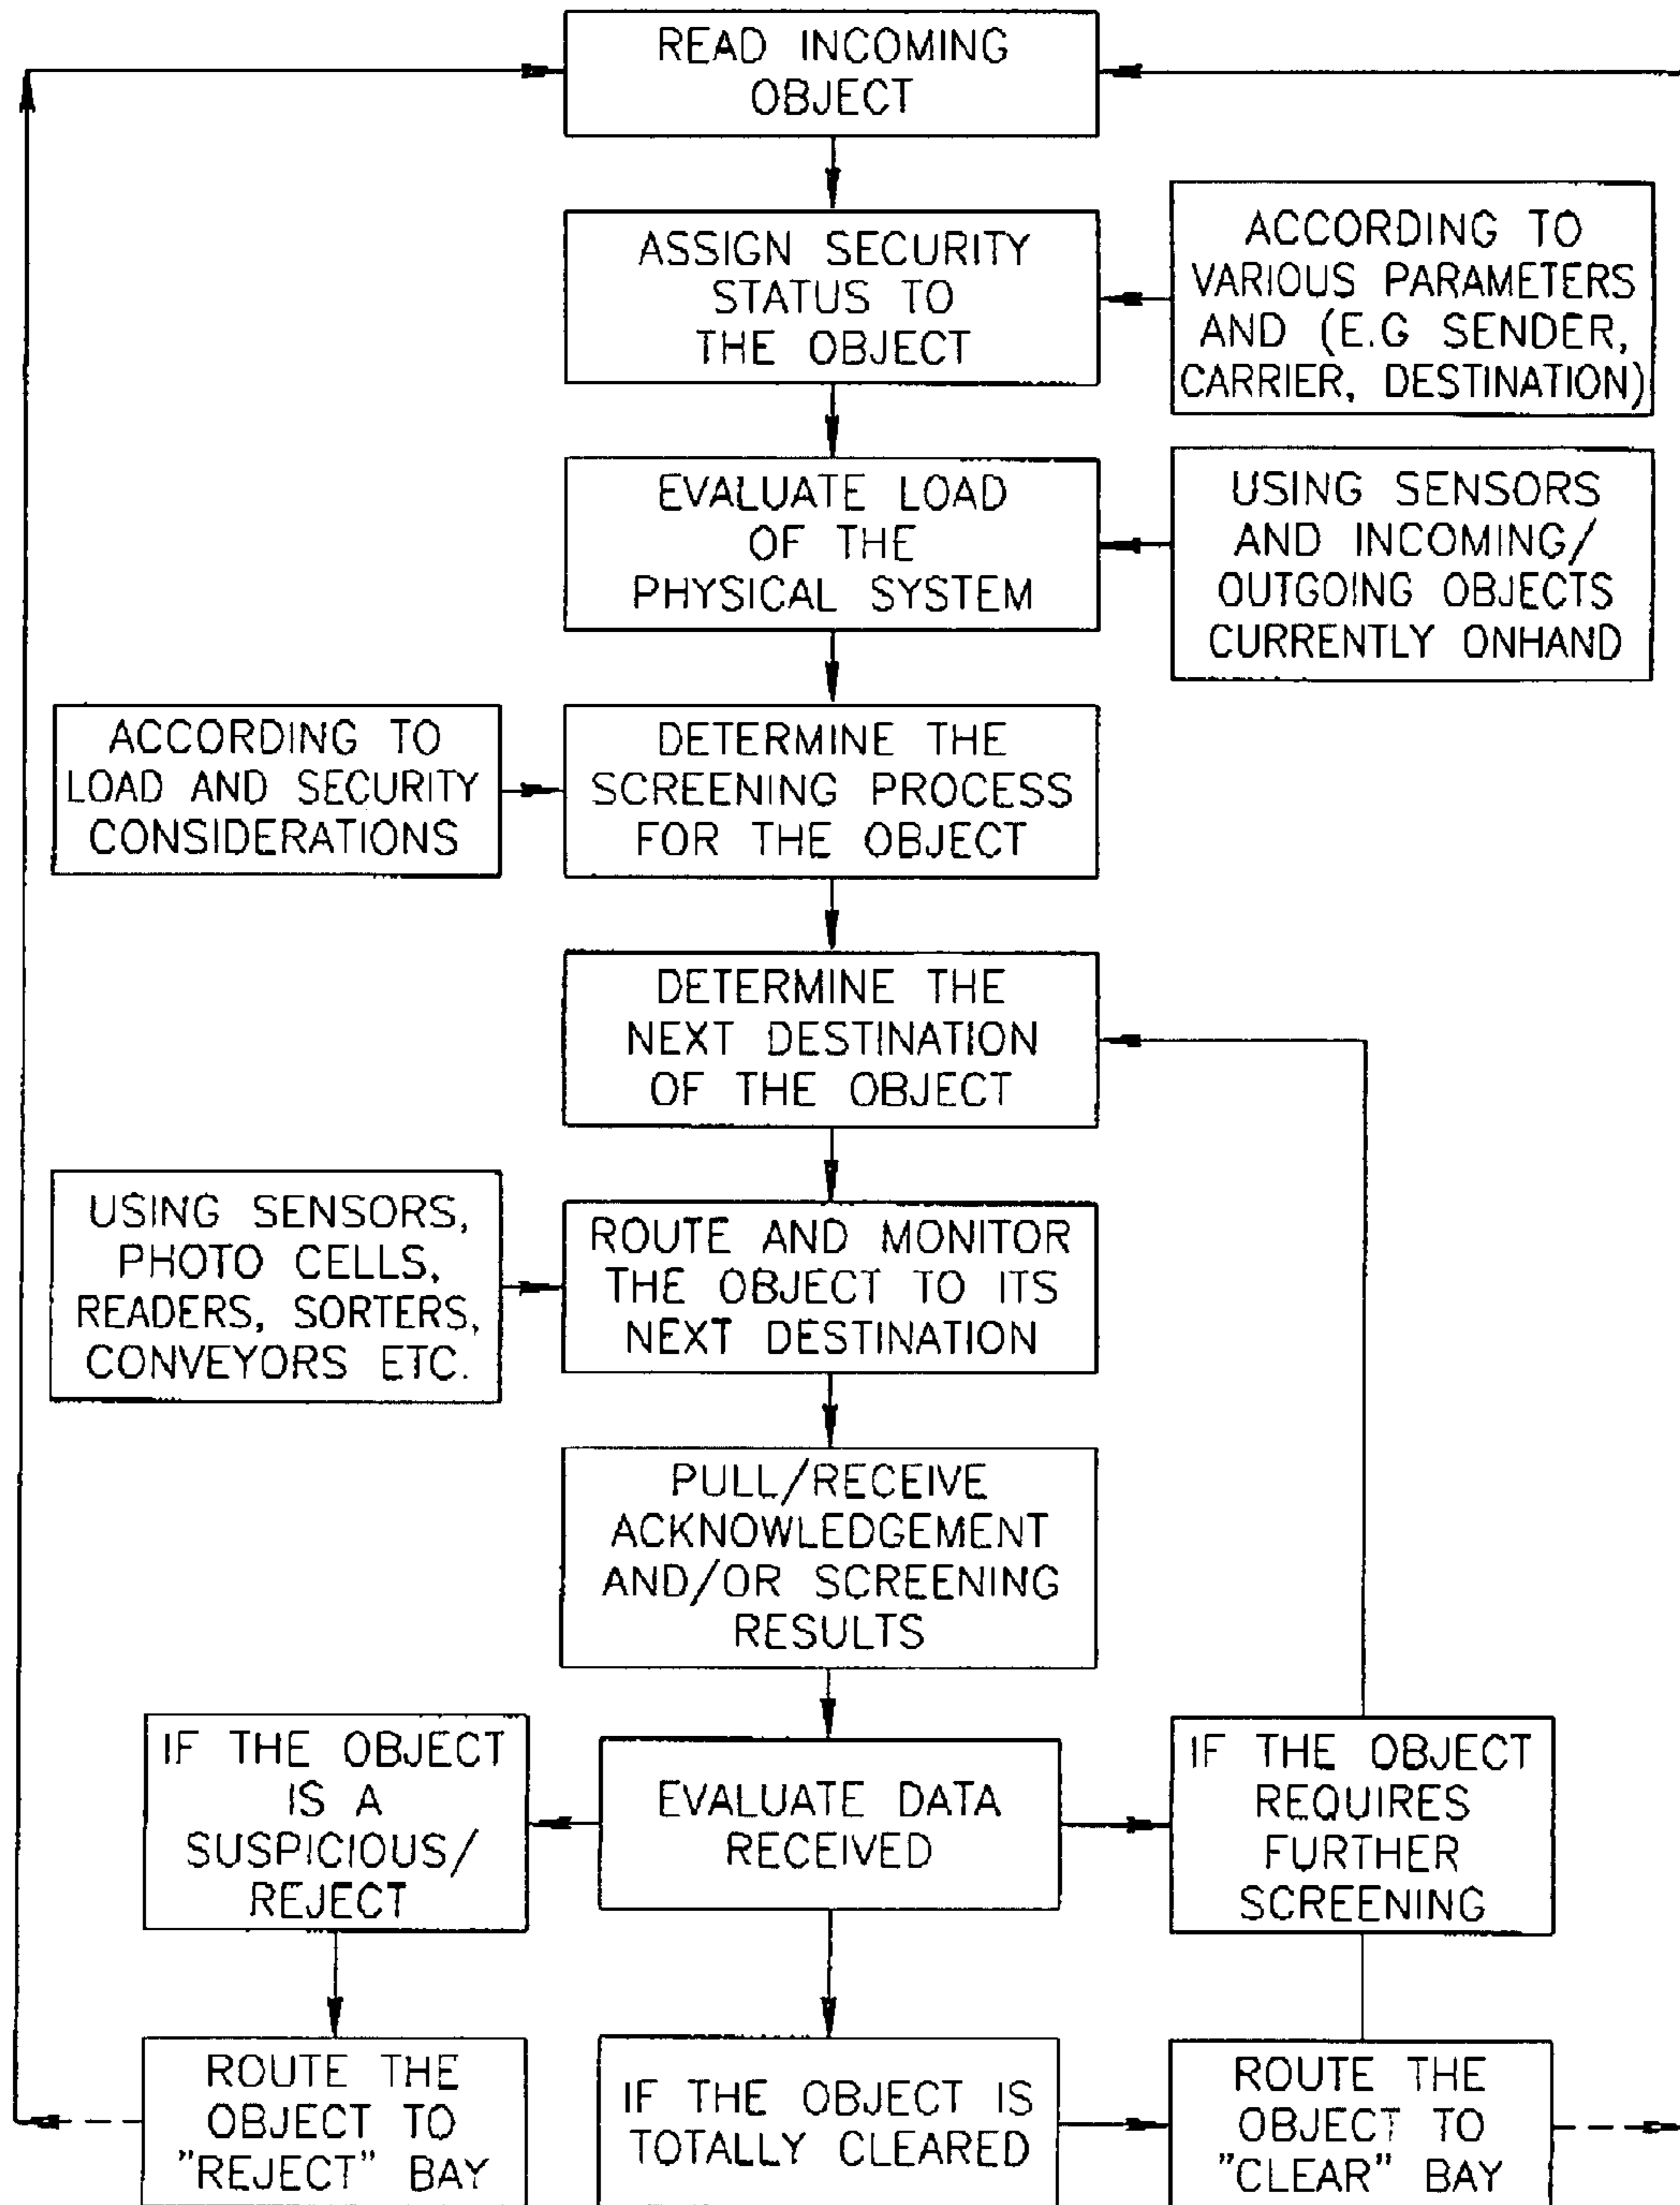 READ INCOMING
OBJECT
ASSIGN SECURITY
STATUS TO
THE OBJECT
ACCORDING TO
VARIOUS PARAMETERS
AND (E.G SENDER,
CARRIER, DESTINATION)
EVALUATE LOAD
OF THE
PHYSICAL SYSTEM
USING SENSORS
AND INCOMING/
OUTGOING OBJECTS
CURRENTLY ONHAND
ACCORDING TO
LOAD AND SECURITY
CONSIDERATIONS
DETERMINE THE
SCREENING PROCESS
FOR THE OBJECT
DETERMINE THE
NEXT DESTINATION
OF THE OBJECT
USING SENSORS,
PHOTO CELLS,
READERS, SORTERS,
CONVEYORS ETC.
ROUTE AND MONITOR
THE OBJECT TO ITS
NEXT DESTINATION
PULL/RECEIVE
ACKNOWLEDGEMENT
AND/OR SCREENING
RESULTS
IF THE OBJECT
IS A
SUSPICIOUS/
REJECT
EVALUATE DATA
RECEIVED
IF THE OBJECT
REQUIRES
FURTHER
SCREENING
ROUTE THE
OBJECT TO
"REJECT" BAY
IF THE OBJECT IS
TOTALLY CLEARED
ROUTE THE
OBJECT TO
"CLEAR" BAY